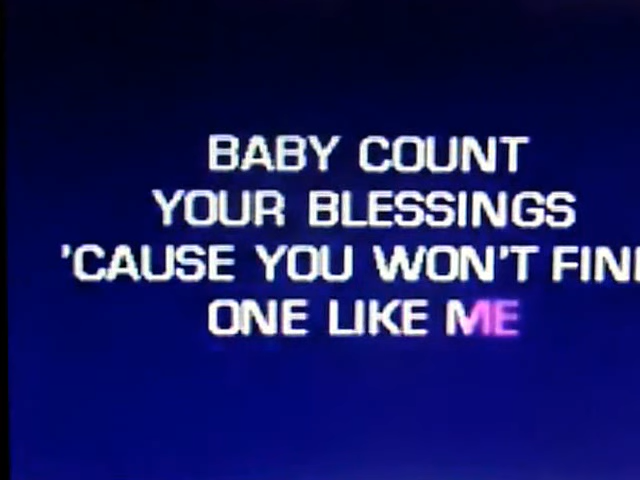 BABY COUNT
YOUR BLESSINGS
'CAUSE YOU WON'T FIN
ONE LIKE ME